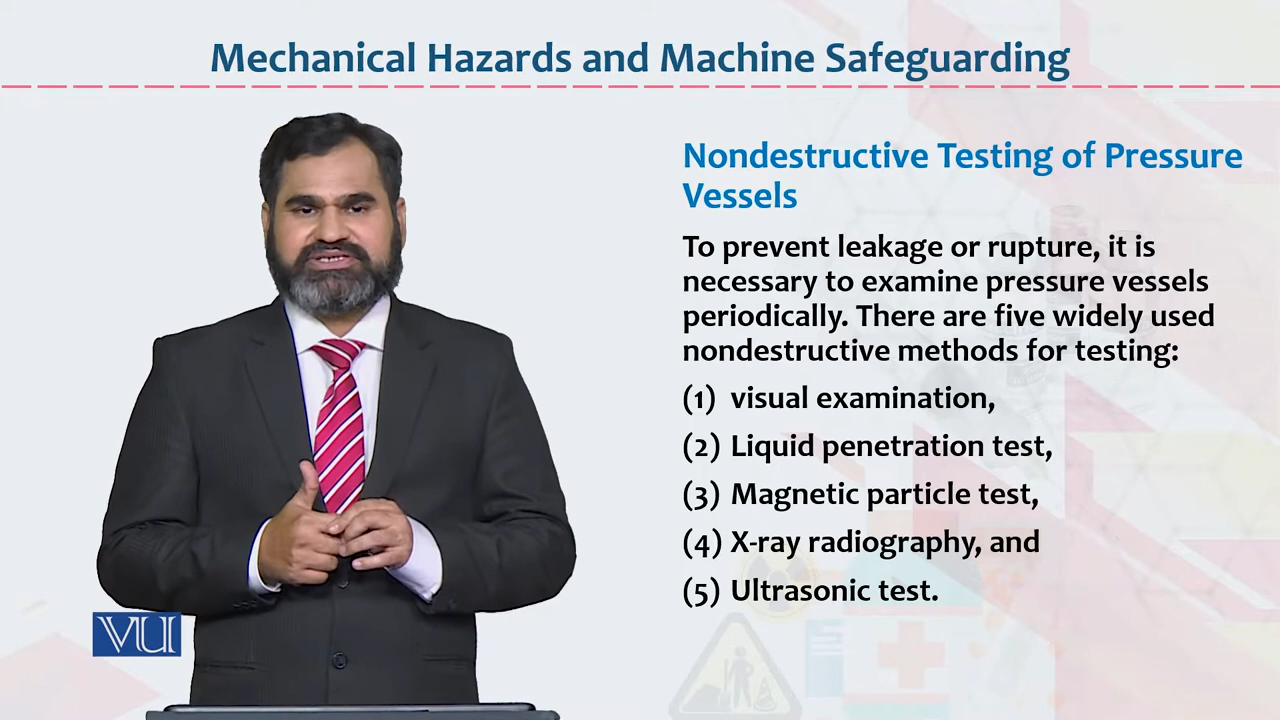 Mechanical Hazards and Machine Safeguarding
Nondestructive Testing of Pressure
Vessels
To prevent leakage or rupture, it is
necessary to examine pressure vessels
periodically. There are five widely used
nondestructive methods for testing:
(1) visual examination,
(2) Liquid penetration test,
(3) Magnetic particle test,
(4) X-ray radiography, and
(5) Ultrasonic test.
VU